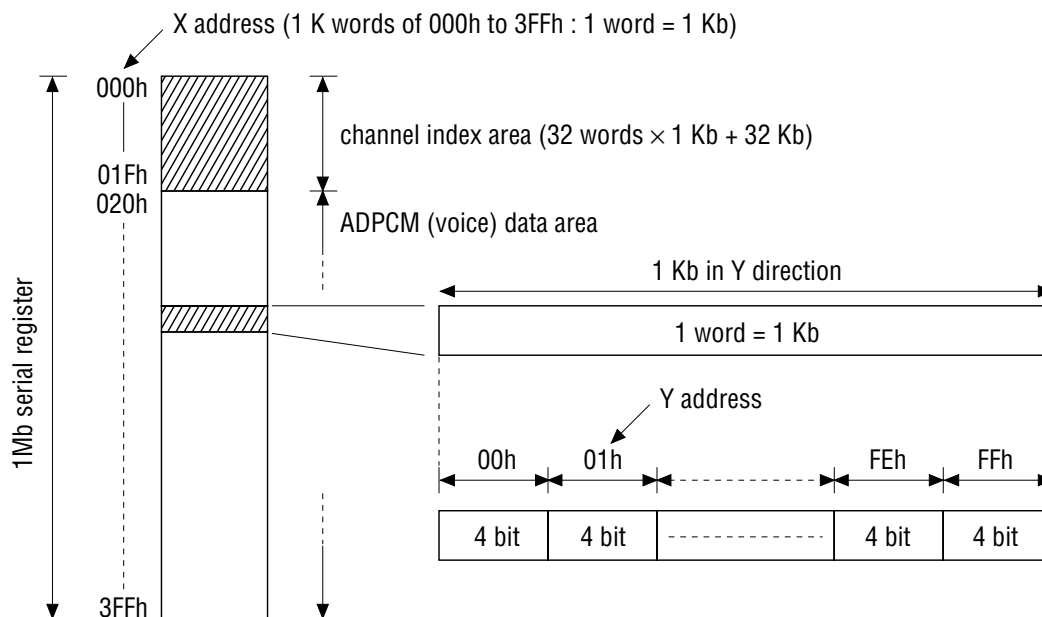 X address (1 K words of 000h to 3FFh : 1 word = 1 Kb)
000h
channel index area (32 words × 1 Kb + 32 Kb)
01Fh
020h
ADPCM (voice) data area
1 Kb in Y direction
1 word = 1 Kb
1Mb serial register
Y address
00h 01h FEh FFh
4 bit 4 bit 4 bit 4 bit
3FFh